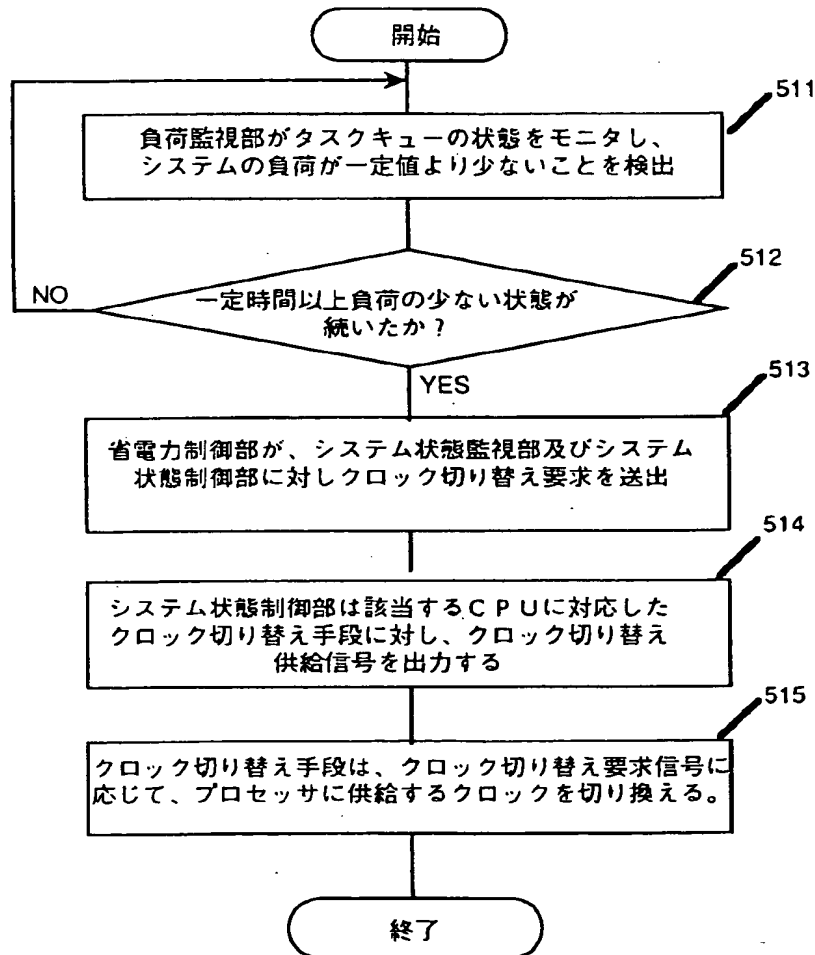 開始
511
負荷監視部がタスクキューの状態をモニタし、
システムの負荷が一定値より少ないことを検出
512
NO
一定時間以上負荷の少ない状態が
続いたか？
YES
513
省電力制御部が、システム状態監視部及びシステム
状態制御部に対しクロック切り替え要求を送出
514
システム状態制御部は該当するＣＰＵに対応した
クロック切り替え手段に対し、クロック切り替え
供給信号を出力する
515
クロック切り替え手段は、クロック切り替え要求信号に
応じて、プロセッサに供給するクロックを切り換える。
終了